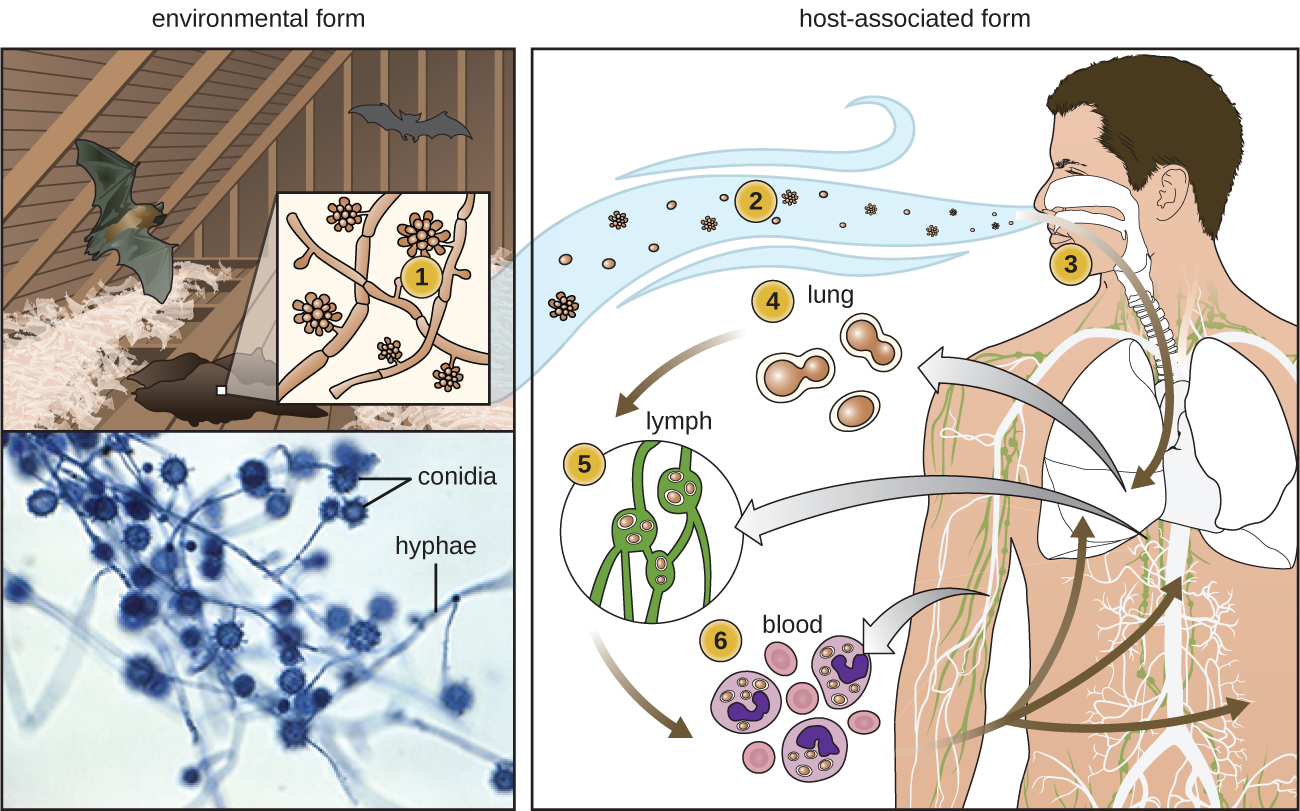 environmental form
host-associated form
1
2
3
4
lung
lymph
5
conidia
hyphae
6
blood